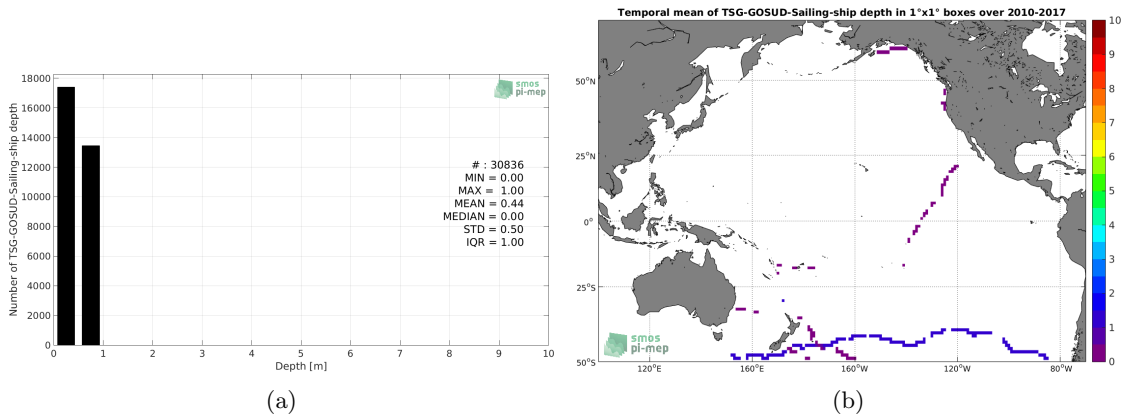 18000
16000
14000
12000
10000
8000
6000
4000
2000
0
Number of TSG-GOSUD-Sailing-ship depth
smos
pi-mep
# : 30836
MIN = 0.00
MAX = 1.00
MEAN = 0.44
MEDIAN = 0.00
STD = 0.50
IQR = 1.00
0 1 2 3 4 5 6 7 8 9 10
Depth [m]
(a)
Temporal mean of TSG-GOSUD-Sailing-ship depth in 1°x1° boxes over 2010-2017
50°N
25°N
0°
25°S
50°S
120°E
160°E
160°W
120°W
80°W
smos
pi-mep
10
9
8
7
6
5
4
3
2
1
0
(b)